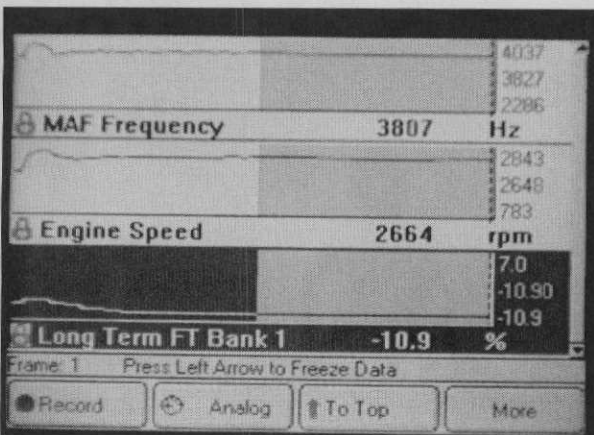 4037
3827
2286
MAF Frequency 3807 Hz
2843
2648
783
Engine Speed 2664 rpm
7.0
-10.90
-10.9
Long Term FT Bank 1 -10.9 %
Frame: 1 Press Left Arrow to Freeze Data
Record Analog To Top More